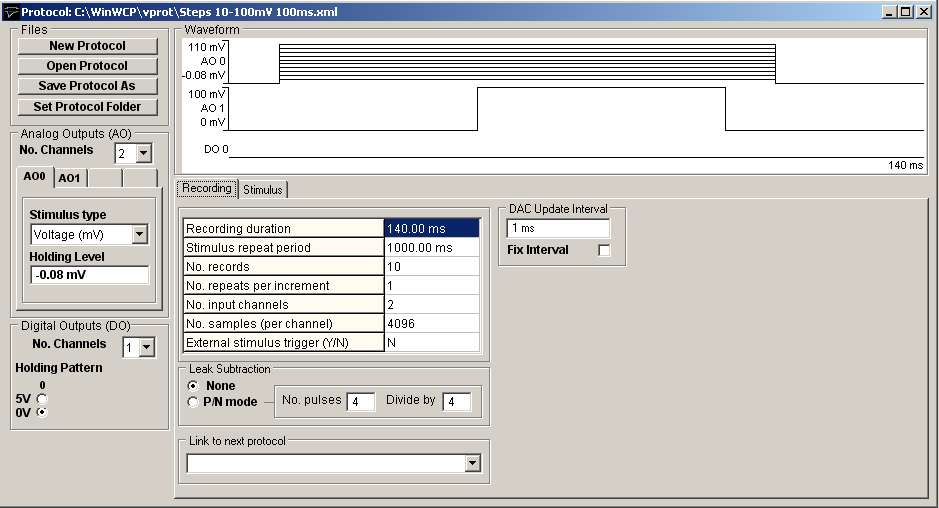 Protocol: C:\WinWCP\vprot\Steps 10-100mV 100ms.xml
Files
New Protocol
Open Protocol
Save Protocol As
Set Protocol Folder
Analog Outputs (AO)
No. Channels 2
AO0 AO1
Stimulus type
Voltage (mV)
Holding Level
-0.08 mV
Digital Outputs (DO)
No. Channels 1
Holding Pattern
0
5V
0V
Waveform
110 mV
AO 0
-0.08 mV
100 mV
AO 1
0 mV
DO 0
140 ms
Recording Stimulus
Recording duration 140.00 ms
Stimulus repeat period 1000.00 ms
No. records 10
No. repeats per increment 1
No. input channels 2
No. samples (per channel) 4096
External stimulus trigger (Y/N) N
Leak Subtraction
None
P/N mode No. pulses 4 Divide by 4
Link to next protocol
DAC Update Interval
1 ms
Fix Interval